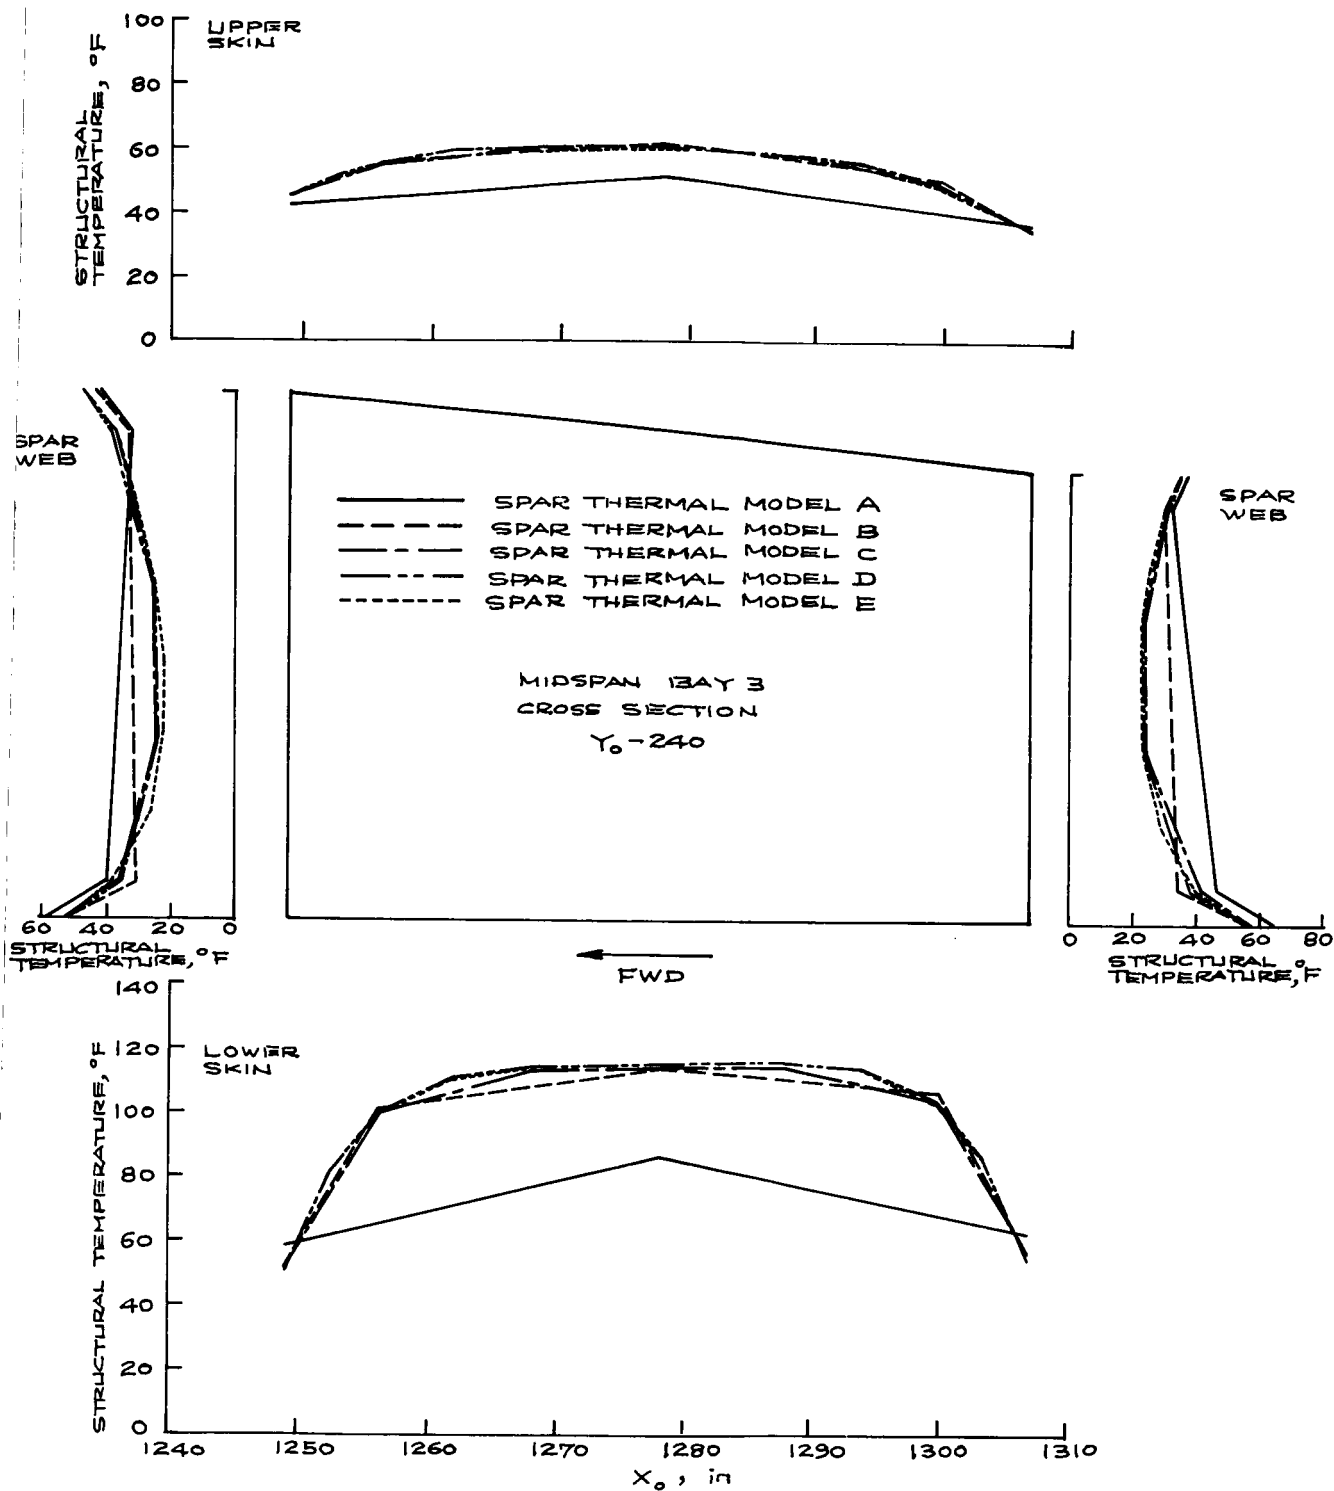 UPPER
SKIN
STRUCTURAL
TEMPERATURE, °F
100
80
60
40
20
0
SPAR
WEB
60 40 20 0
STRUCTURAL
TEMPERATURE, °F
SPAR THERMAL MODEL A
SPAR THERMAL MODEL B
SPAR THERMAL MODEL C
SPAR THERMAL MODEL D
SPAR THERMAL MODEL E
MIDSPAN BAY 3
CROSS SECTION
Y₀-240
FWD
SPAR
WEB
0 20 40 60 80
STRUCTURAL
TEMPERATURE, °F
LOWER
SKIN
STRUCTURAL TEMPERATURE, °F
140
120
100
80
60
40
20
0
1240 1250 1260 1270 1280 1290 1300 1310
X₀, in